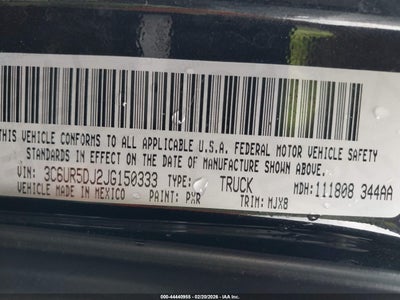 THIS VEHICLE CONFORMS TO ALL APPLICABLE U.S.A. FEDERAL MOTOR VEHICLE SAFETY
STANDARDS IN EFFECT ON THE DATE OF MANUFACTURE SHOWN ABOVE.
VIN: 3C6UR5DJ2JG150333 TYPE: TRUCK MDH: 111808 344AA
VEHICLE MADE IN MEXICO PAINT: PXR TRIM: MJX8
000-44440955 - 02/20/2026 - IAA, Inc.